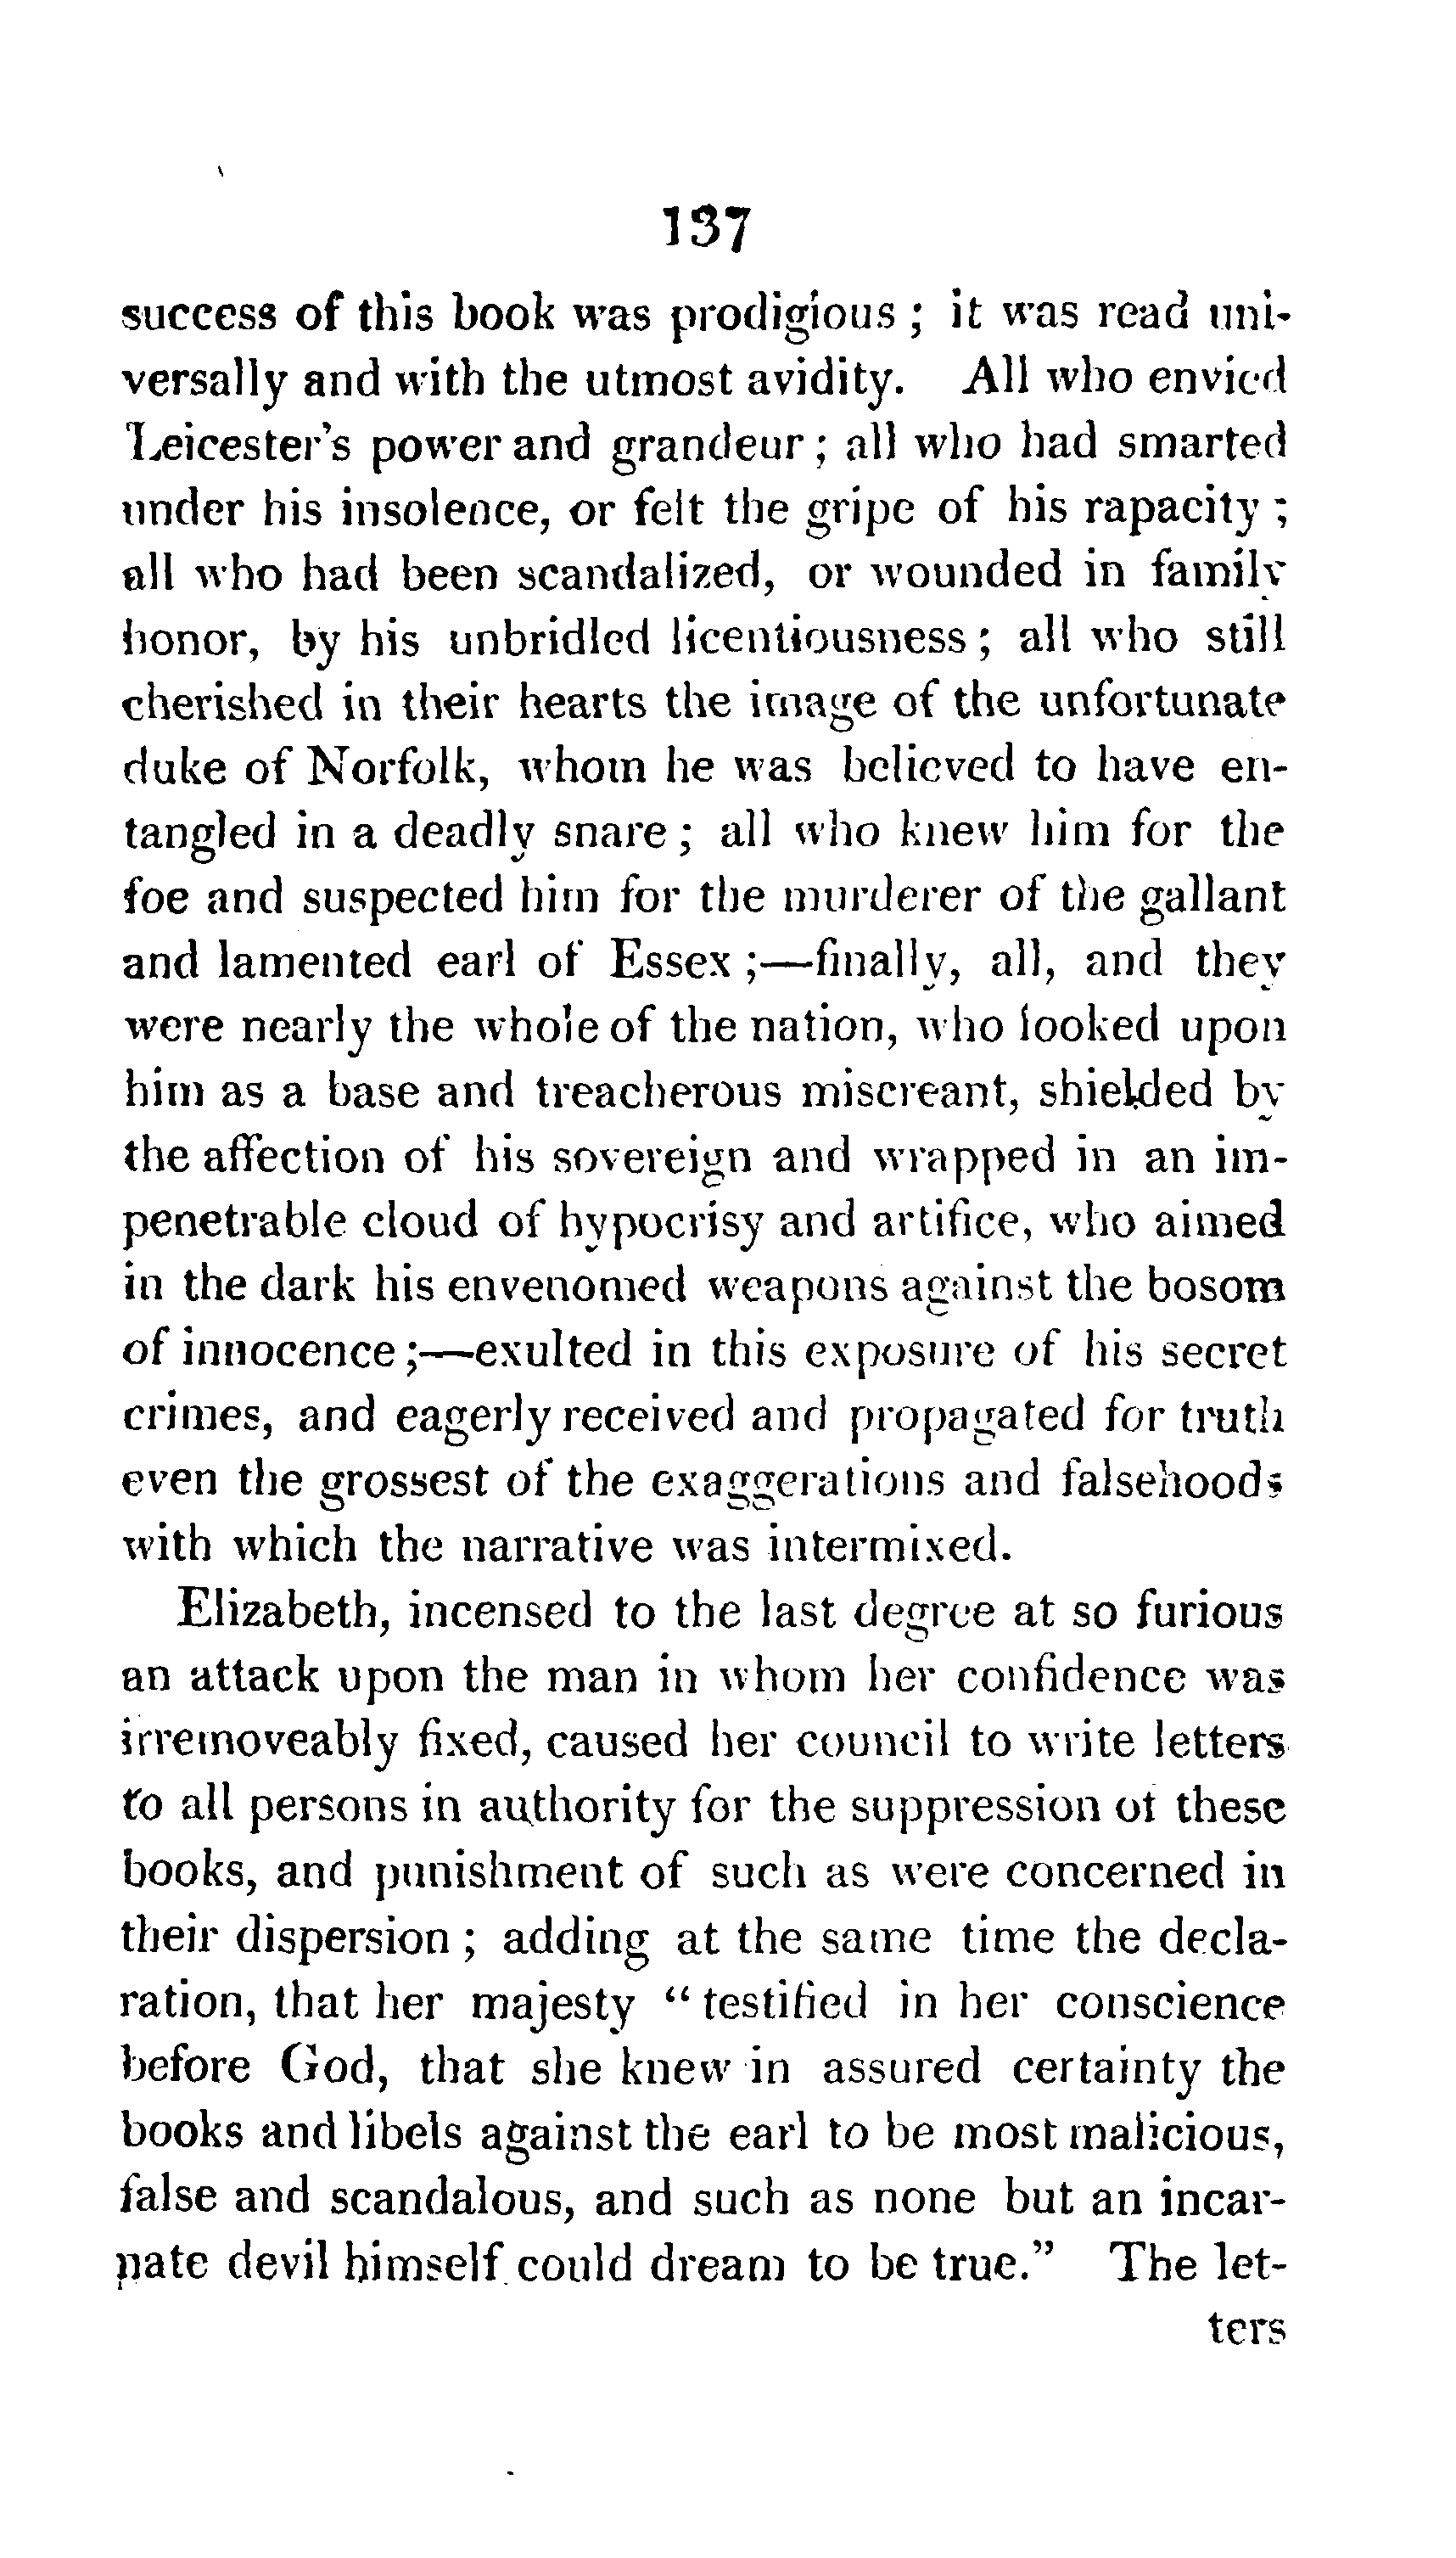 137
success of this book was prodigious ; it was read uni-
versally and with the utmost avidity. All who envied
Leicester's power and grandeur ; all who had smarted
under his insolence, or felt the gripe of his rapacity ;
all who had been scandalized, or wounded in family
honor, by his unbridled licentiousness ; all who still
cherished in their hearts the image of the unfortunate
duke of Norfolk, whom he was believed to have en-
tangled in a deadly snare ; all who knew him for the
foe and suspected him for the murderer of the gallant
and lamented earl of Essex ;—finally, all, and they
were nearly the whole of the nation, who looked upon
him as a base and treacherous miscreant, shielded by
the affection of his sovereign and wrapped in an im-
penetrable cloud of hypocrisy and artifice, who aimed
in the dark his envenomed weapons against the bosom
of innocence ;—exulted in this exposure of his secret
crimes, and eagerly received and propagated for truth
even the grossest of the exaggerations and falsehoods
with which the narrative was intermixed.
Elizabeth, incensed to the last degree at so furious
an attack upon the man in whom her confidence was
irremoveably fixed, caused her council to write letters
to all persons in authority for the suppression of these
books, and punishment of such as were concerned in
their dispersion ; adding at the same time the decla-
ration, that her majesty " testified in her conscience
before God, that she knew in assured certainty the
books and libels against the earl to be most malicious,
false and scandalous, and such as none but an incar-
nate devil himself could dream to be true." The let-
ters